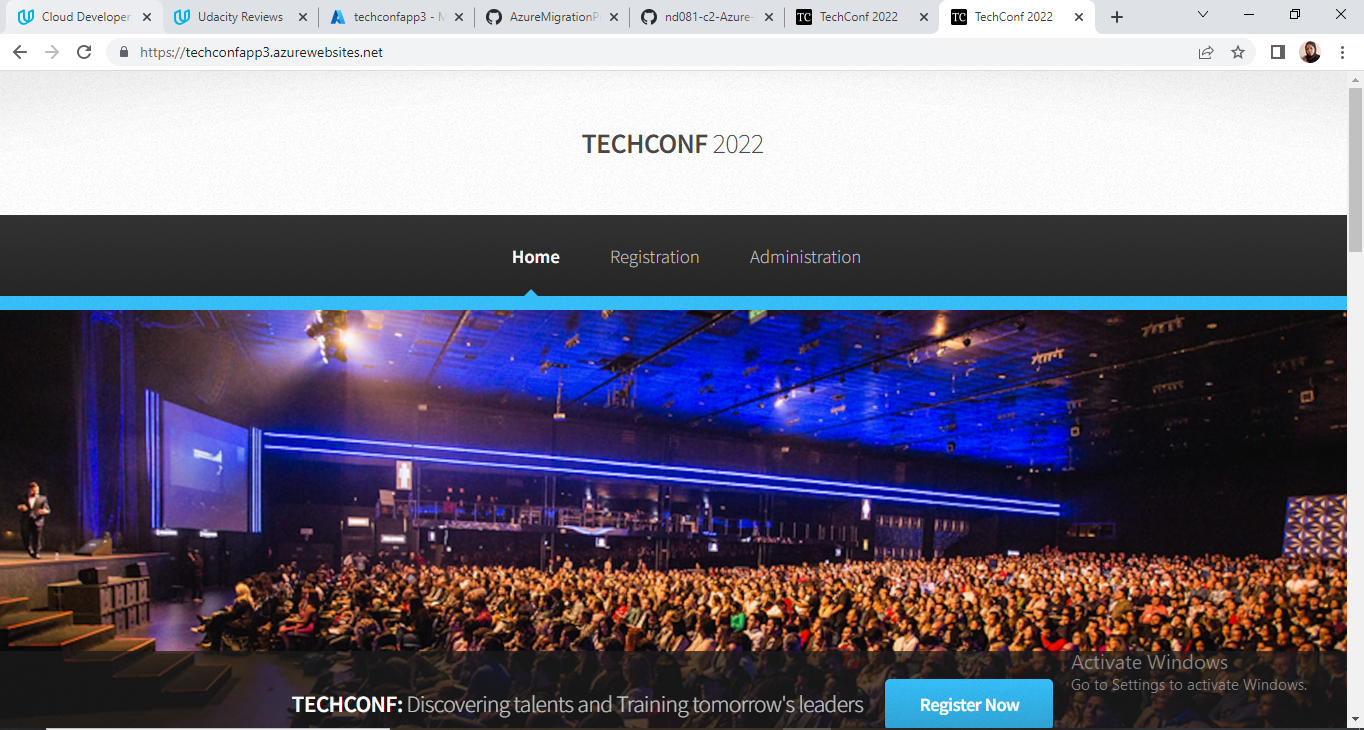 Cloud Developer
Udacity Reviews
techconfapp3 - M
AzureMigrationP
nd081-c2-Azure-
TC TechConf 2022
TC TechConf 2022
https://techconfapp3.azurewebsites.net
TECHCONF 2022
Home Registration Administration
TECHCONF: Discovering talents and Training tomorrow's leaders
Register Now
Activate Windows
Go to Settings to activate Windows.